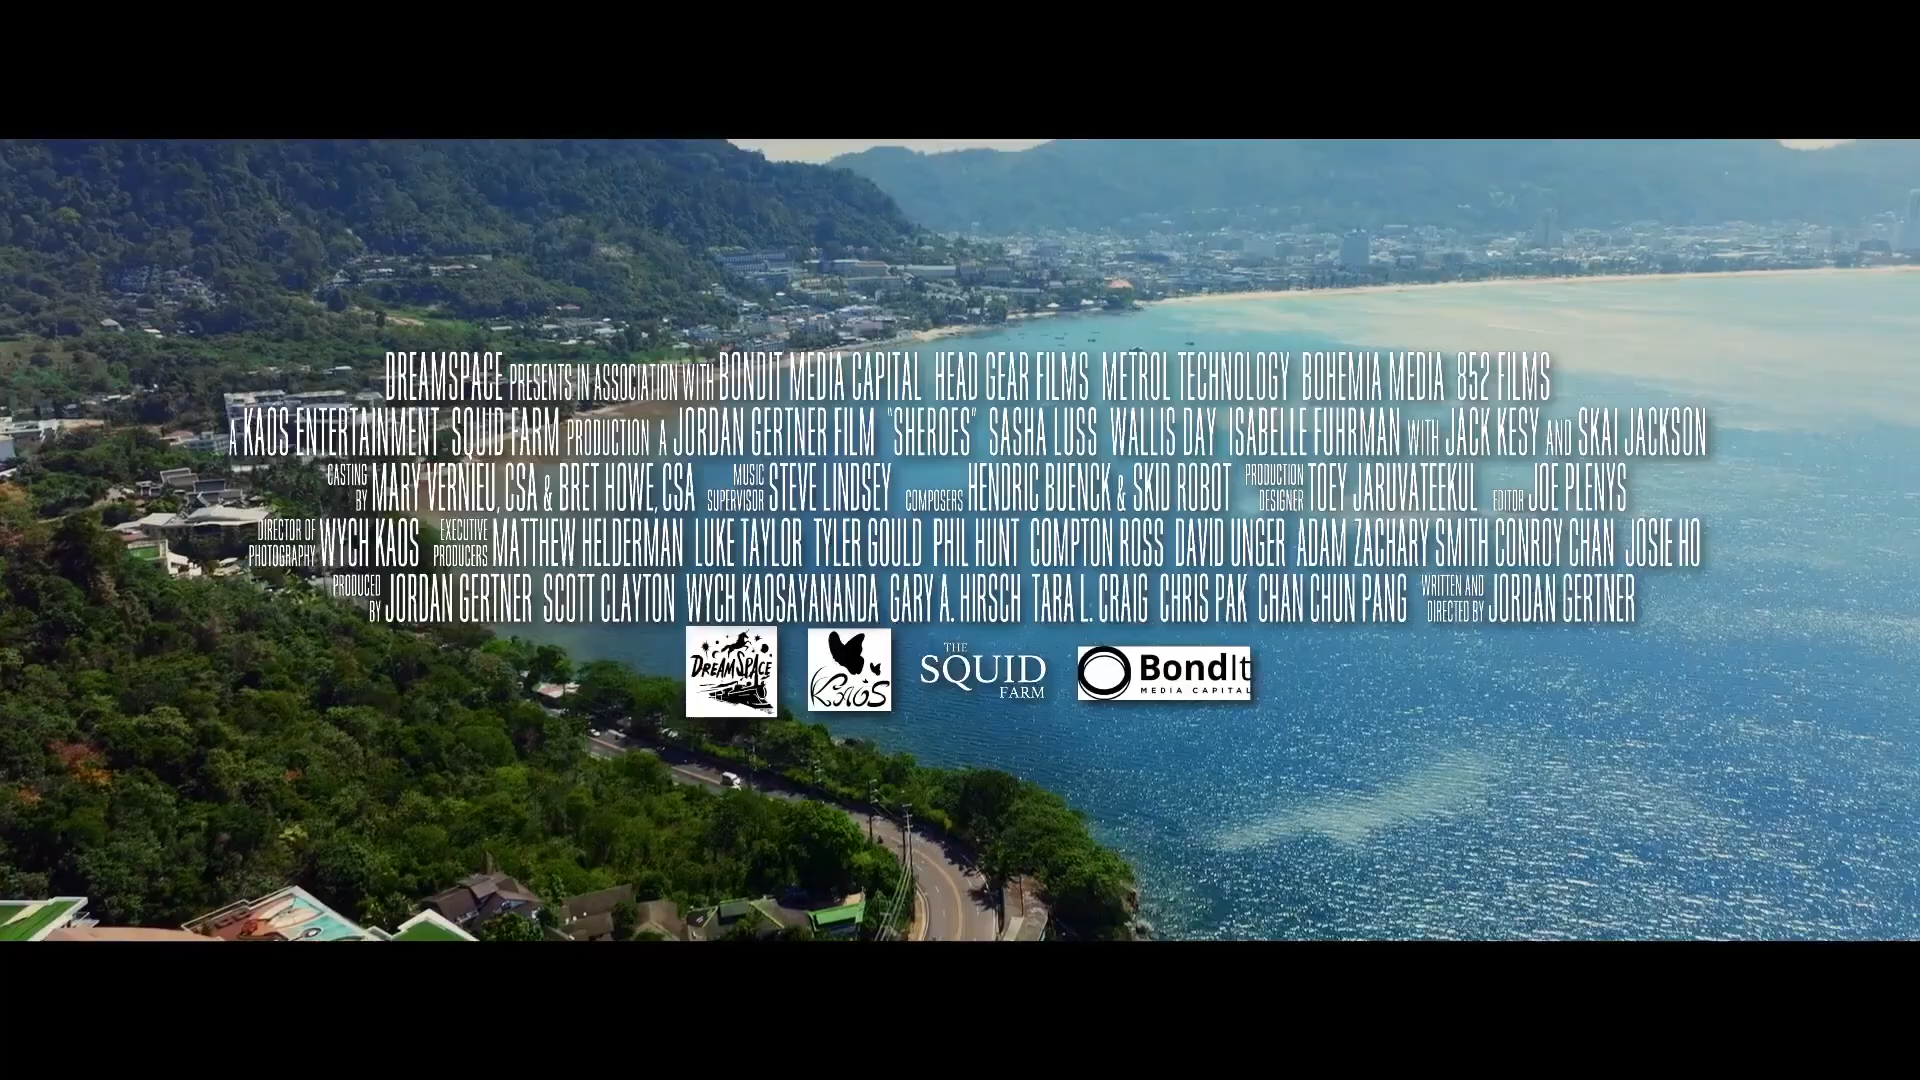 DREAMSPACE PRESENTS IN ASSOCIATION WITH BONDIT MEDIA CAPITAL HEAD GEAR FILMS METROL TECHNOLOGY BOHEMIA MEDIA 852 FILMS
A KAOS ENTERTAINMENT SQUID FARM PRODUCTION A JORDAN GERTNER FILM "SHEROES" SASHA LUSS WALLIS DAY ISABELLE FUHRMAN WITH JACK KESY AND SKAI JACKSON
CASTING BY MARY VERNIEU, CSA & BRET HOWE, CSA MUSIC SUPERVISOR STEVE LINDSEY COMPOSERS HENDRIC BUENCK & SKID ROBOT PRODUCTION DESIGNER TOEY JARUVATEEKUL EDITOR JOE PLENYS
DIRECTOR OF PHOTOGRAPHY WYCH KAOS EXECUTIVE PRODUCERS MATTHEW HELDERMAN LUKE TAYLOR TYLER GOULD PHIL HUNT COMPTON ROSS DAVID UNGER ADAM ZACHARY SMITH CONROY CHAN JOSIE HO
PRODUCED BY JORDAN GERTNER SCOTT CLAYTON WYCH KAOSAYANANDA GARY A. HIRSCH TARA L. CRAIG CHRIS PAK CHAN CHUN PANG WRITTEN AND DIRECTED BY JORDAN GERTNER
DREAMSPACE
KAOS
THE SQUID FARM
BondIt
MEDIA CAPITAL